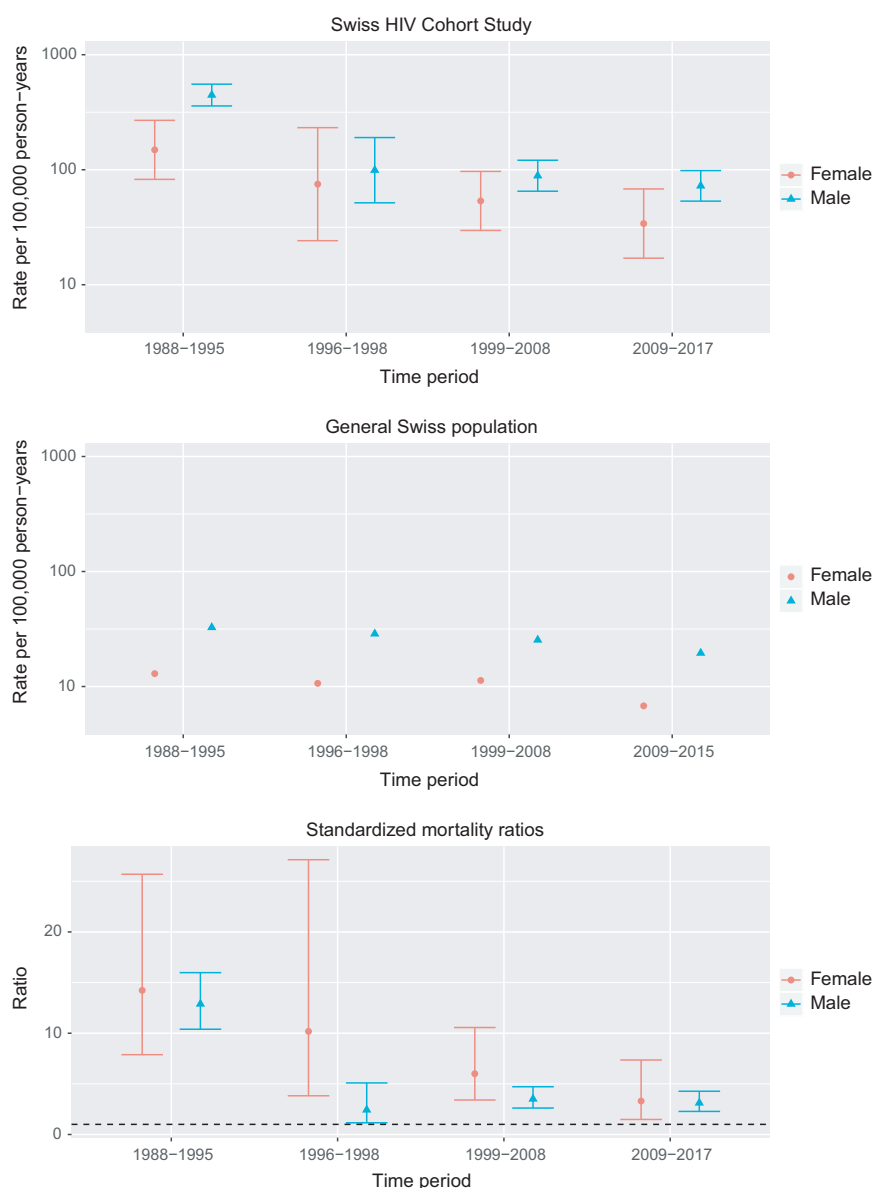 Swiss HIV Cohort Study
Rate per 100,000 person−years
1000
100
10
1988−1995 1996−1998 1999−2008 2009−2017
Time period
Female
Male
General Swiss population
Rate per 100,000 person−years
1000
100
10
1988−1995 1996−1998 1999−2008 2009−2015
Time period
Female
Male
Standardized mortality ratios
Ratio
20
10
0
1988−1995 1996−1998 1999−2008 2009−2017
Time period
Female
Male